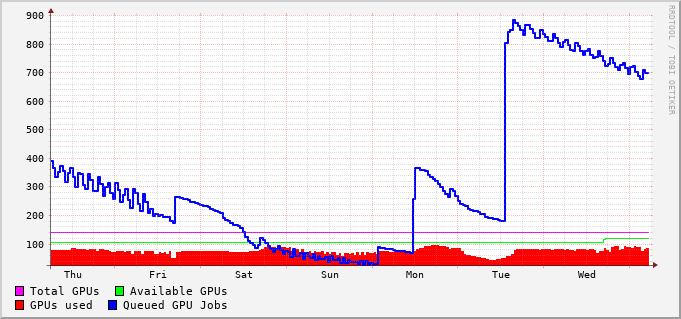 900
800
700
600
500
400
300
200
100
Thu Fri Sat Sun Mon Tue Wed
Total GPUs Available GPUs
GPUs used Queued GPU Jobs
RRDTOOL / TOBI OETIKER